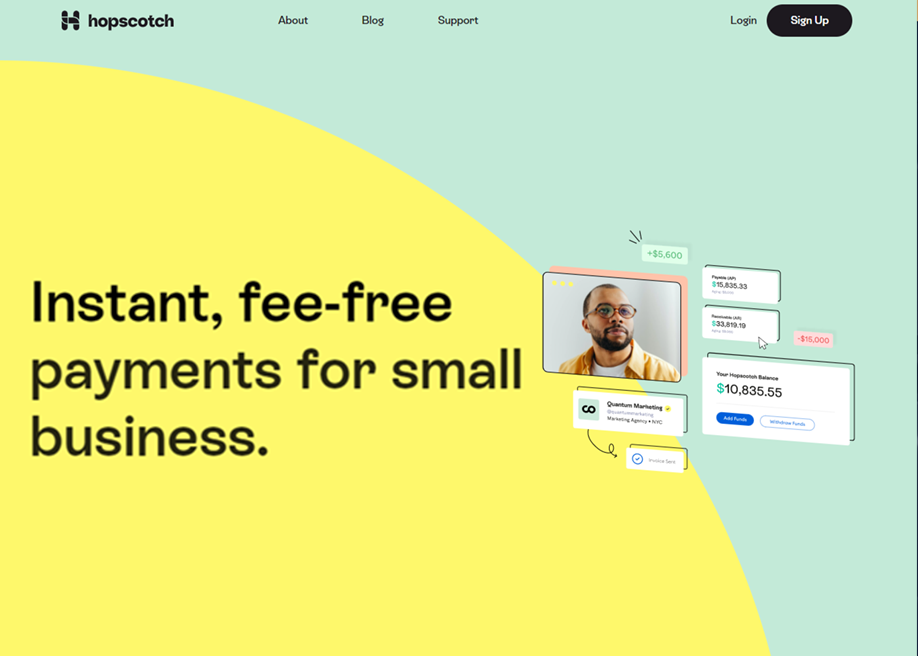 hopscotch
About
Blog
Support
Login
Sign Up
Instant, fee-free
payments for small
business.
+$5,600
Payable (AP)
$15,835.33
Receivable (AR)
$33,819.19
-$15,000
Your Hopscotch Balance
$10,835.55
Add Funds
Withdraw Funds
Quantum Marketing
@quantummarketing
Marketing Agency • NYC
Invoice Sent